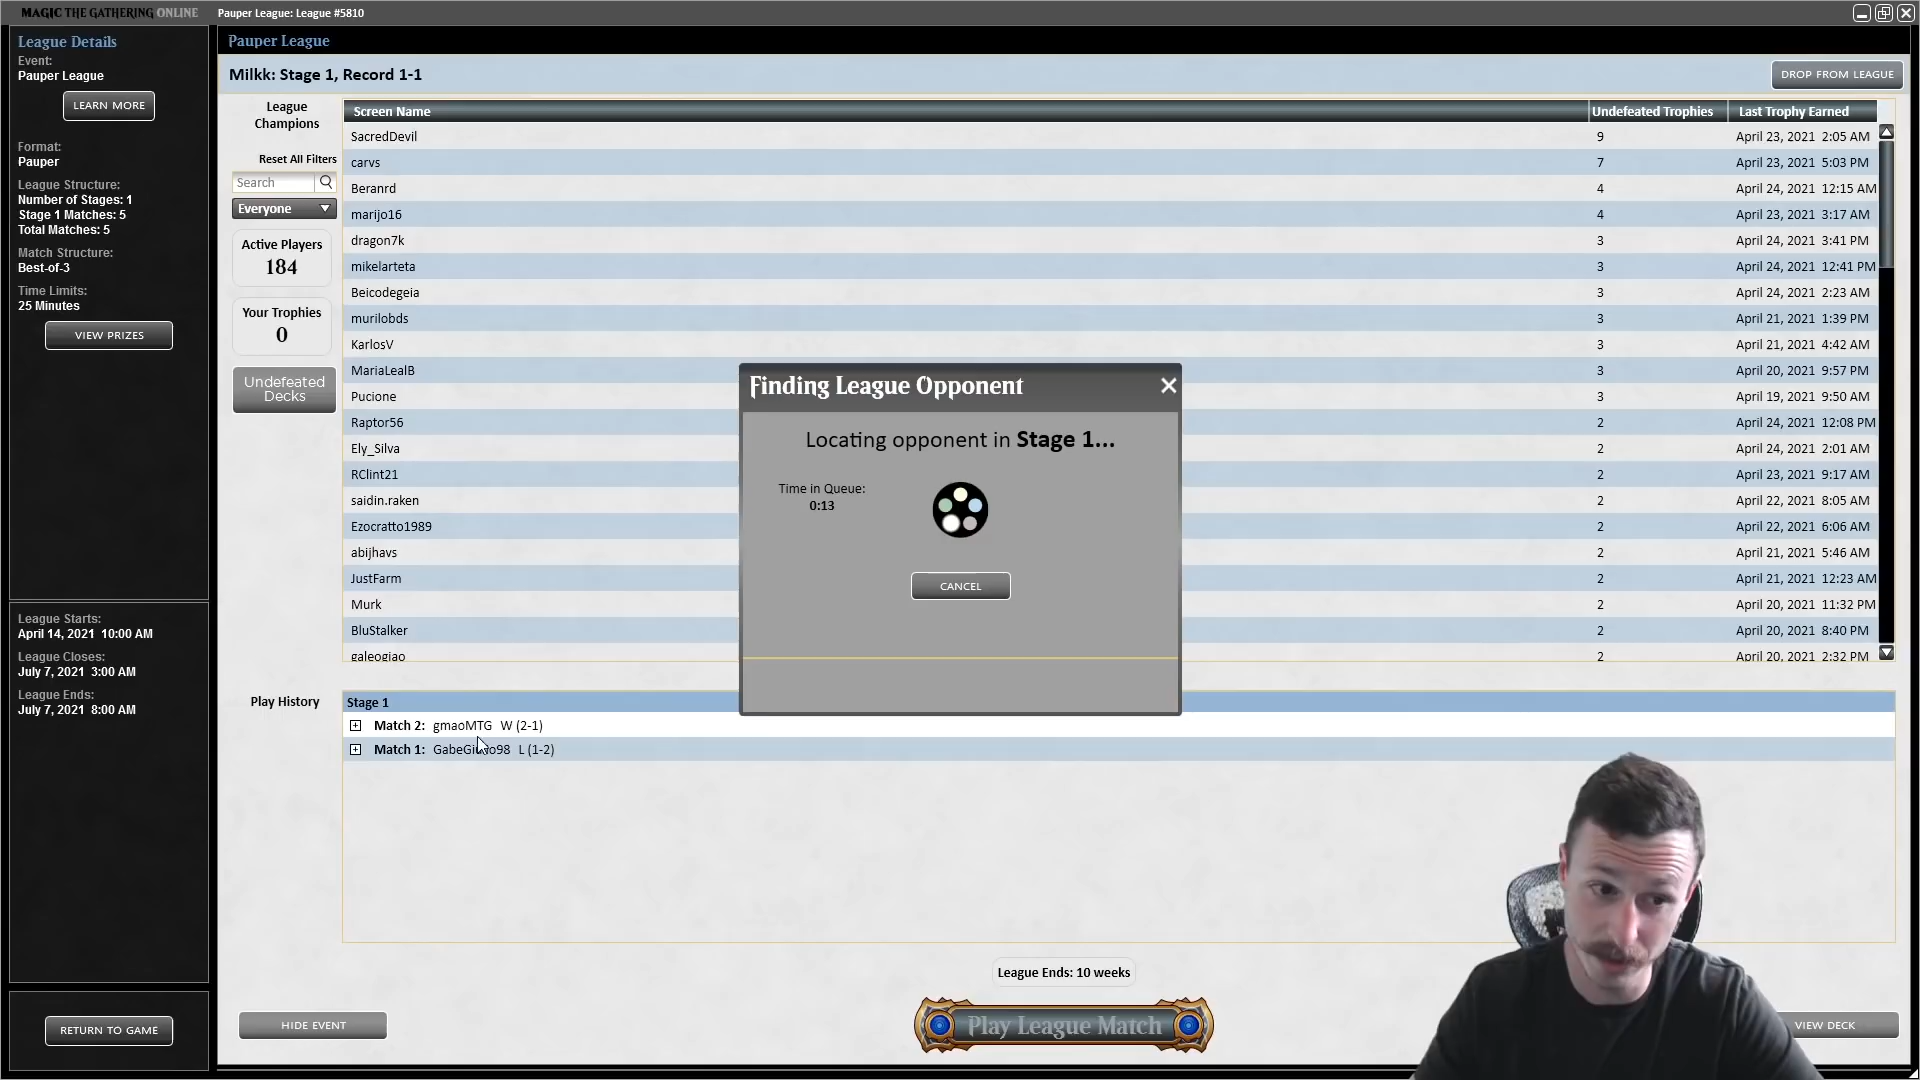 MAGIC THE GATHERING ONLINE
Pauper League: League #5810
League Details
Event:
Pauper League
LEARN MORE
Format:
Pauper
League Structure:
Number of Stages: 1
Stage 1 Matches: 5
Total Matches: 5
Match Structure:
Best-of-3
Time Limits:
25 Minutes
VIEW PRIZES
League Starts:
April 14, 2021 10:00 AM
League Closes:
July 7, 2021 3:00 AM
League Ends:
July 7, 2021 8:00 AM
RETURN TO GAME
Pauper League
Milkk: Stage 1, Record 1-1
DROP FROM LEAGUE
League
Champions
Reset All Filters
Search
Everyone
Active Players
184
Your Trophies
0
Undefeated
Decks
Screen Name Undefeated Trophies Last Trophy Earned
SacredDevil 9 April 23, 2021 2:05 AM
carvs 7 April 23, 2021 5:03 PM
Beranrd 4 April 24, 2021 12:15 AM
marijo16 4 April 23, 2021 3:17 AM
dragon7k 3 April 24, 2021 3:41 PM
mikelarteta 3 April 24, 2021 12:41 PM
Beicodegeia 3 April 24, 2021 2:23 AM
murilobds 3 April 21, 2021 1:39 PM
KarlosV 3 April 21, 2021 4:42 AM
MariaLealB 3 April 20, 2021 9:57 PM
Pucione 3 April 19, 2021 9:50 AM
Raptor56 2 April 24, 2021 12:08 PM
Ely_Silva 2 April 24, 2021 2:01 AM
RClint21 2 April 23, 2021 9:17 AM
saidin.raken 2 April 22, 2021 8:05 AM
Ezocratto1989 2 April 22, 2021 6:06 AM
abijhavs 2 April 21, 2021 5:46 AM
JustFarm 2 April 21, 2021 12:23 AM
Murk 2 April 20, 2021 11:32 PM
BluStalker 2 April 20, 2021 8:40 PM
galeogiao 2 April 20, 2021 2:32 PM
Finding League Opponent
Locating opponent in Stage 1...
Time in Queue:
0:13
CANCEL
Play History
Stage 1
Match 2: gmaoMTG W (2-1)
Match 1: L (1-2)
League Ends: 10 weeks
HIDE EVENT
Play League Match
VIEW DECK